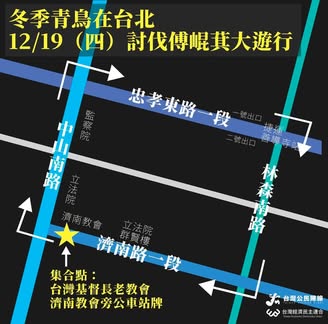 冬季青鳥在台北
12/19（四）討伐傅崐萁大遊行
忠孝東路一段
一號出口
二號出口
捷運
善導寺站
監察院
中山南路
立法院
林森南路
濟南教會
立法院
群賢樓
濟南路一段
集合點：
台灣基督長老教會
濟南教會旁公車站牌
台灣公民陣線
台灣經濟民主連合